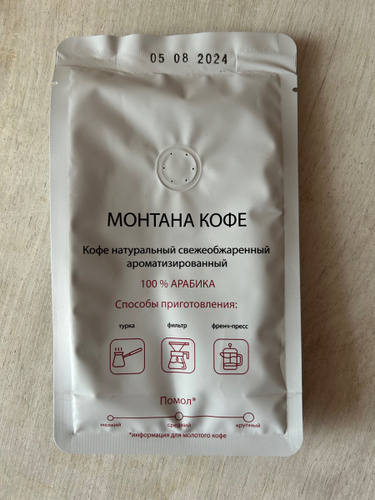 05 08 2024
МОНТАНА КОФЕ
Кофе натуральный свежеобжаренный
ароматизированный
100 % АРАБИКА
Способы приготовления:
турка фильтр френч-пресс
Помол*
мелкий средний крупный
*информация для молотого кофе